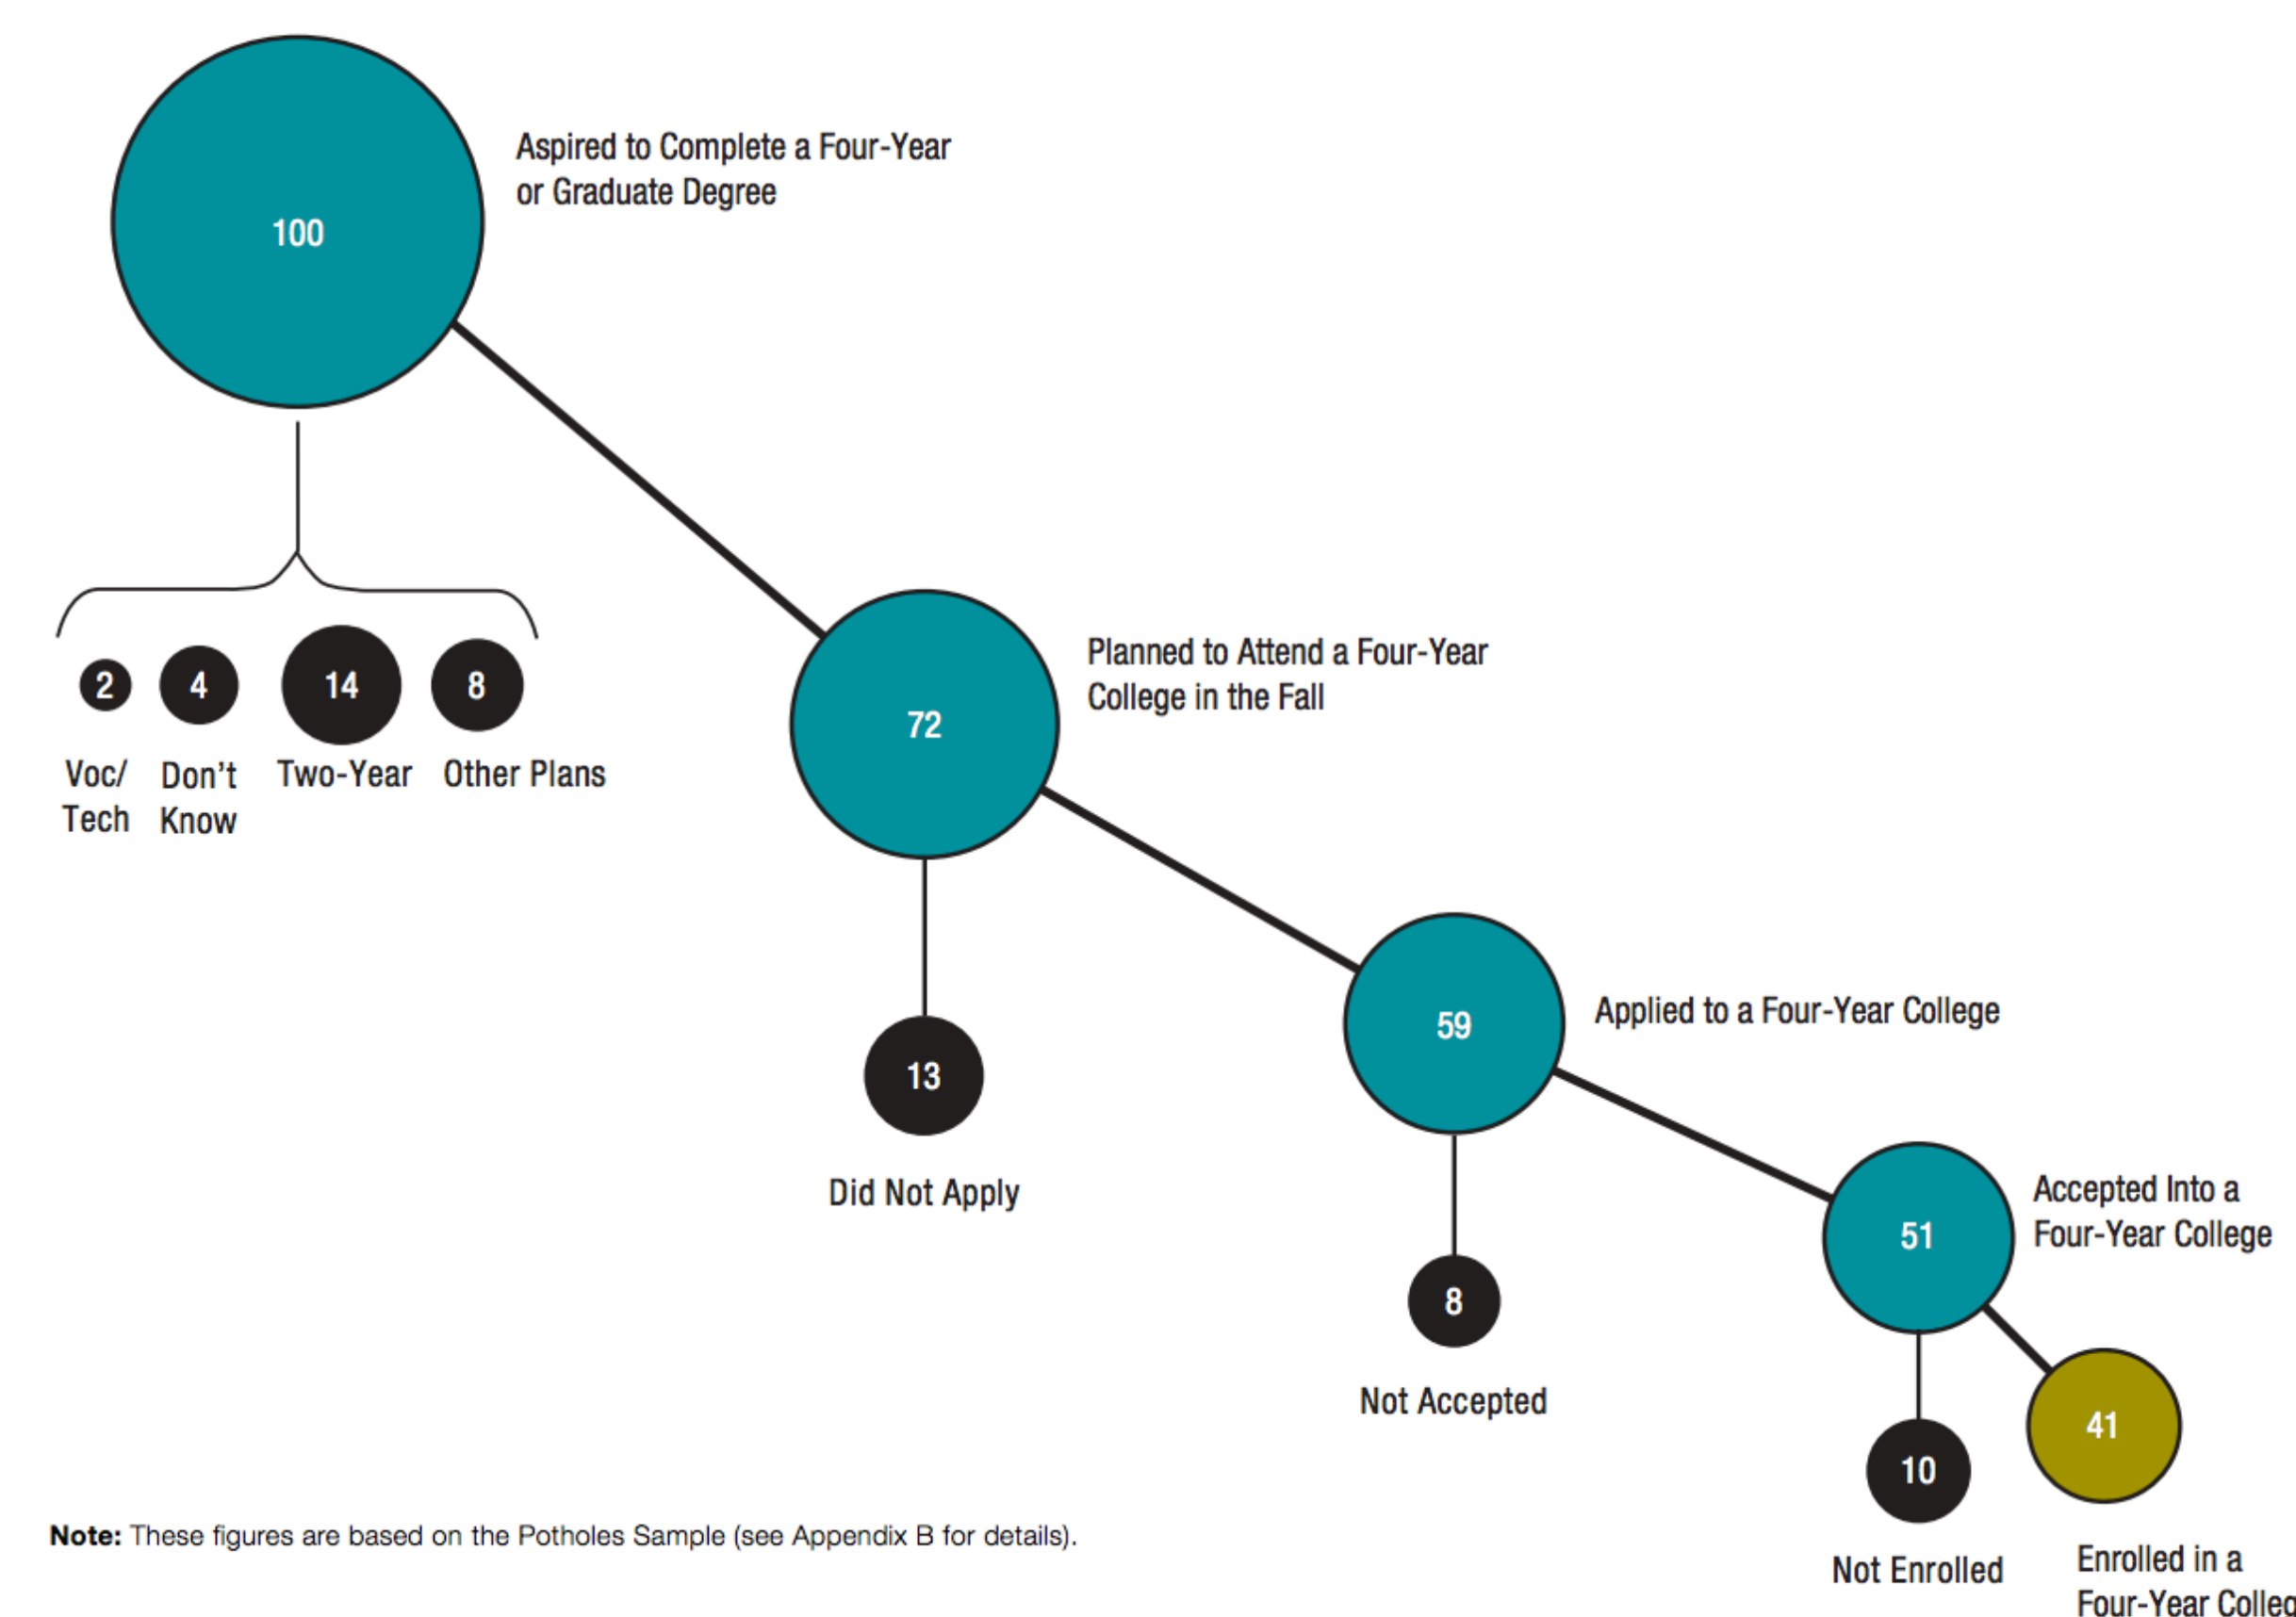 Aspired to Complete a Four-Year
or Graduate Degree
100
2
4
14
8
Voc/
Tech
Don't
Know
Two-Year
Other Plans
Planned to Attend a Four-Year
College in the Fall
72
13
Did Not Apply
Applied to a Four-Year College
59
8
Not Accepted
Accepted Into a
Four-Year College
51
10
Not Enrolled
41
Enrolled in a
Four-Year Colleg
Note: These figures are based on the Potholes Sample (see Appendix B for details).